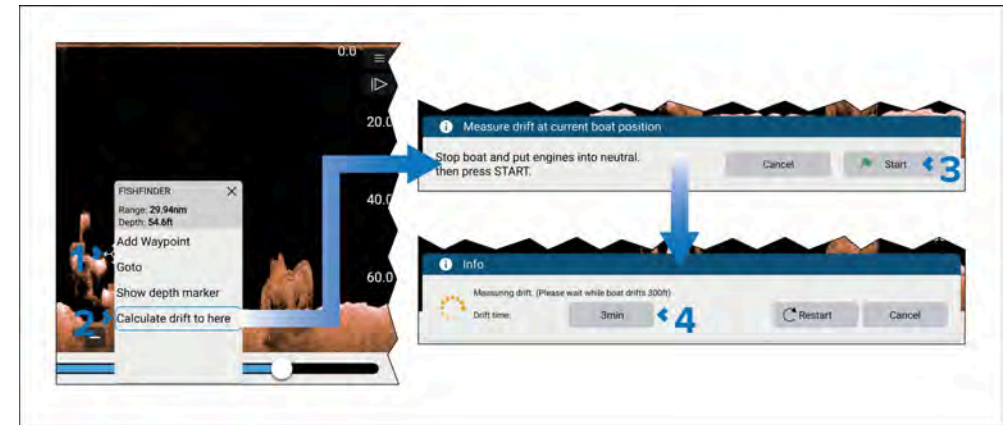 0.0
20.0
40.0
60.0
FISHFINDER
Range: 29.94nm
Depth: 54.6ft
1
Add Waypoint
Goto
Show depth marker
2
Calculate drift to here
Measure drift at current boat position
Stop boat and put engines into neutral.
then press START.
Cancel
Start
3
Info
Measuring drift. (Please wait while boat drifts 300ft)
Drift time:
3min
4
Restart
Cancel